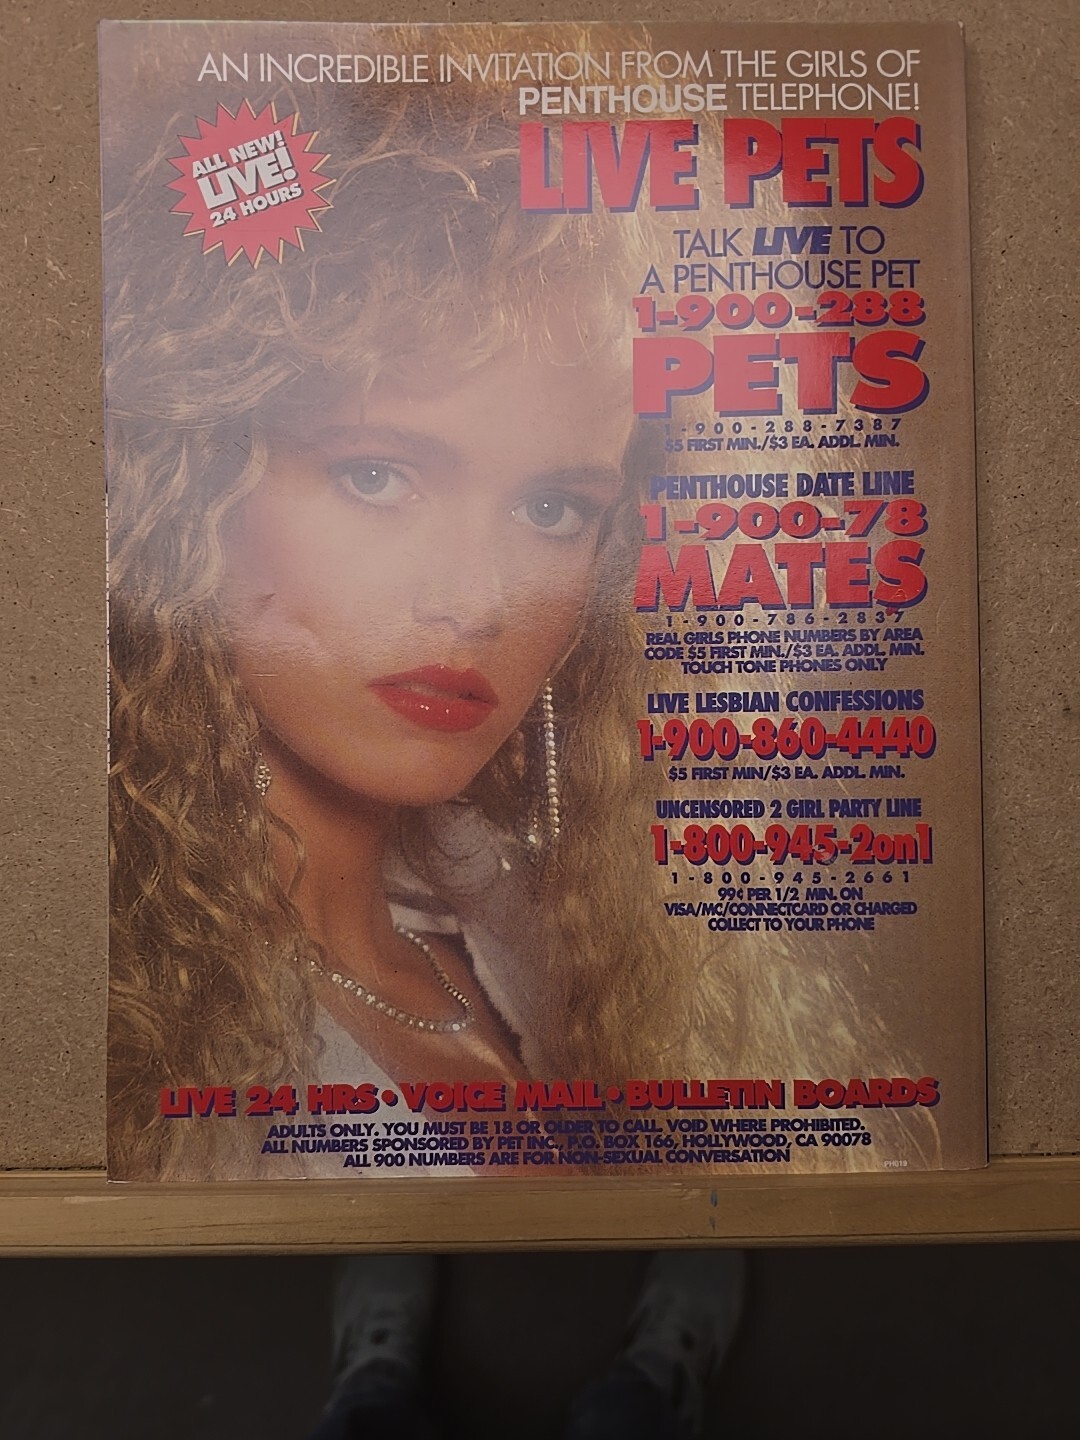 AN INCREDIBLE INVITATION FROM THE GIRLS OF
PENTHOUSE TELEPHONE!
ALL NEW!
LIVE!
24 HOURS
LIVE PETS
TALK LIVE TO
A PENTHOUSE PET
1-900-288
PETS
1-900-288-7387
$5 FIRST MIN./$3 EA. ADDL. MIN.
PENTHOUSE DATE LINE
1-900-78
MATES
1-900-786-2837
REAL GIRLS PHONE NUMBERS BY AREA
CODE $5 FIRST MIN./$3 EA. ADDL. MIN.
TOUCH TONE PHONES ONLY
LIVE LESBIAN CONFESSIONS
1-900-860-4440
$5 FIRST MIN/$3 EA. ADDL. MIN.
UNCENSORED 2 GIRL PARTY LINE
1-800-945-2on1
1-800-945-2661
99¢ PER 1/2 MIN. ON
VISA/MC/CONNECTCARD OR CHARGED
COLLECT TO YOUR PHONE
LIVE 24 HRS • VOICE MAIL • BULLETIN BOARDS
ADULTS ONLY. YOU MUST BE 18 OR OLDER TO CALL. VOID WHERE PROHIBITED.
ALL NUMBERS SPONSORED BY PET INC., P.O. BOX 166, HOLLYWOOD, CA 90078
ALL 900 NUMBERS ARE FOR NON-SEXUAL CONVERSATION
PH019